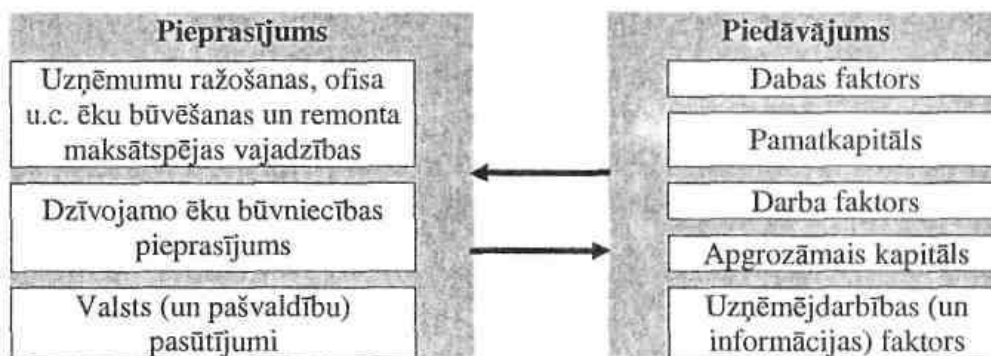 Pieprasījums
Uzņēmumu ražošanas, ofisa
u.c. ēku būvēšanas un remonta
maksātspējas vajadzības
Dzīvojamo ēku būvniecības
pieprasījums
Valsts (un pašvaldību)
pasūtījumi
Piedāvājums
Dabas faktors
Pamatkapitāls
Darba faktors
Apgrozāmais kapitāls
Uzņēmējdarbības (un
informācijas) faktors